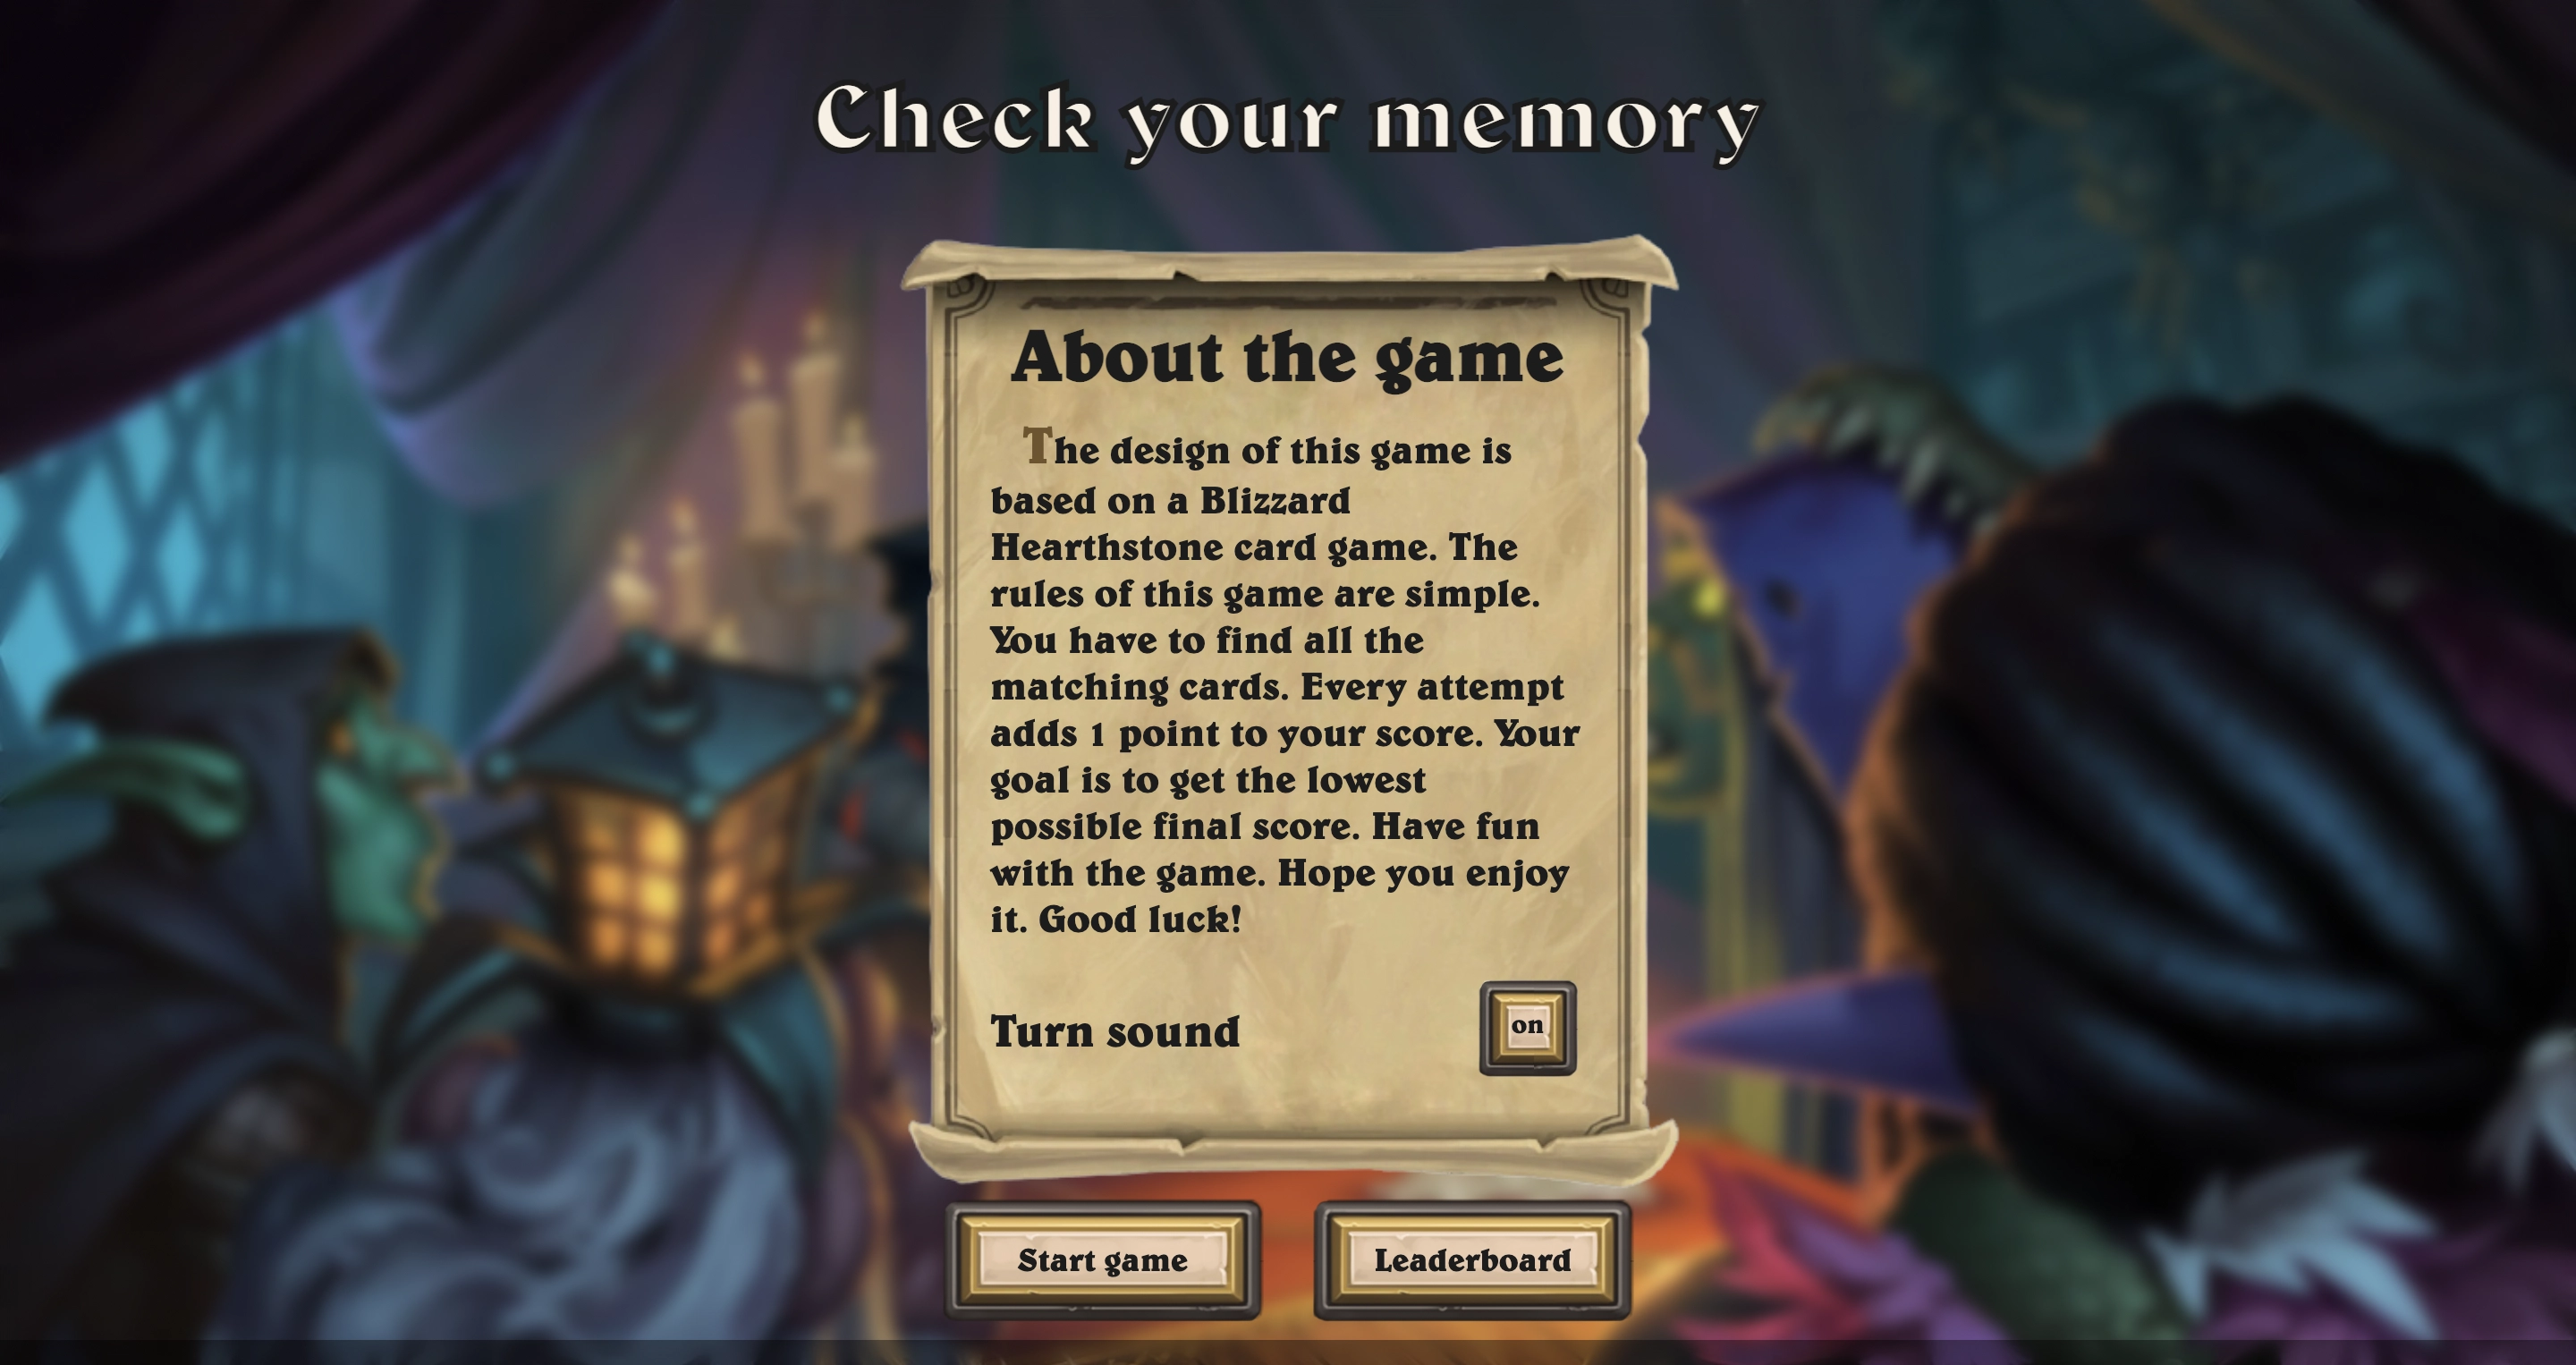 Check your memory
About the game
The design of this game is
based on a Blizzard
Hearthstone card game. The
rules of this game are simple.
You have to find all the
matching cards. Every attempt
adds 1 point to your score. Your
goal is to get the lowest
possible final score. Have fun
with the game. Hope you enjoy
it. Good luck!
Turn sound
on
Start game
Leaderboard